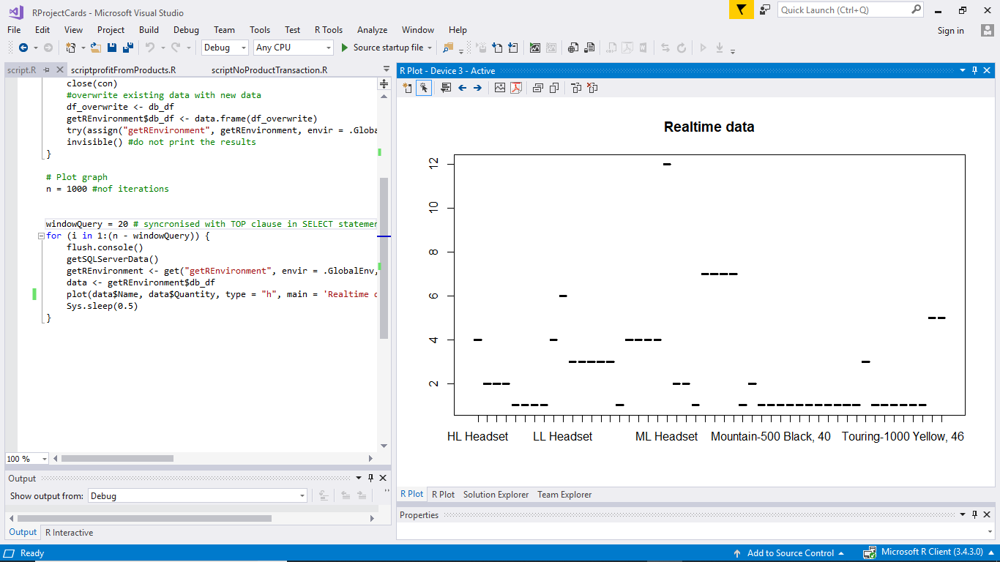 RProjectCards - Microsoft Visual Studio
Quick Launch (Ctrl+Q)
File Edit View Project Build Debug Team Tools Test R Tools Analyze Window Help
Sign in
Debug Any CPU Source startup file
script.R scriptprofitFromProducts.R scriptNoProductTransaction.R
close(con)
#overwrite existing data with new data
df_overwrite <- db_df
getREnvironment$db_df <- data.frame(df_overwrite)
try(assign("getREnvironment", getREnvironment, envir = .Globa
invisible() #do not print the results
}
# Plot graph
n = 1000 #nof iterations
windowQuery = 20 # syncronised with TOP clause in SELECT statemen
for (i in 1:(n - windowQuery)) {
flush.console()
getSQLServerData()
getREnvironment <- get("getREnvironment", envir = .GlobalEnv,
data <- getREnvironment$db_df
plot(data$Name, data$Quantity, type = "h", main = 'Realtime d
Sys.sleep(0.5)
}
100 %
Output
Show output from: Debug
Output R Interactive
R Plot - Device 3 - Active
Realtime data
12
10
8
6
4
2
HL Headset LL Headset ML Headset Mountain-500 Black, 40 Touring-1000 Yellow, 46
R Plot R Plot Solution Explorer Team Explorer
Properties
Ready
Add to Source Control
Microsoft R Client (3.4.3.0)